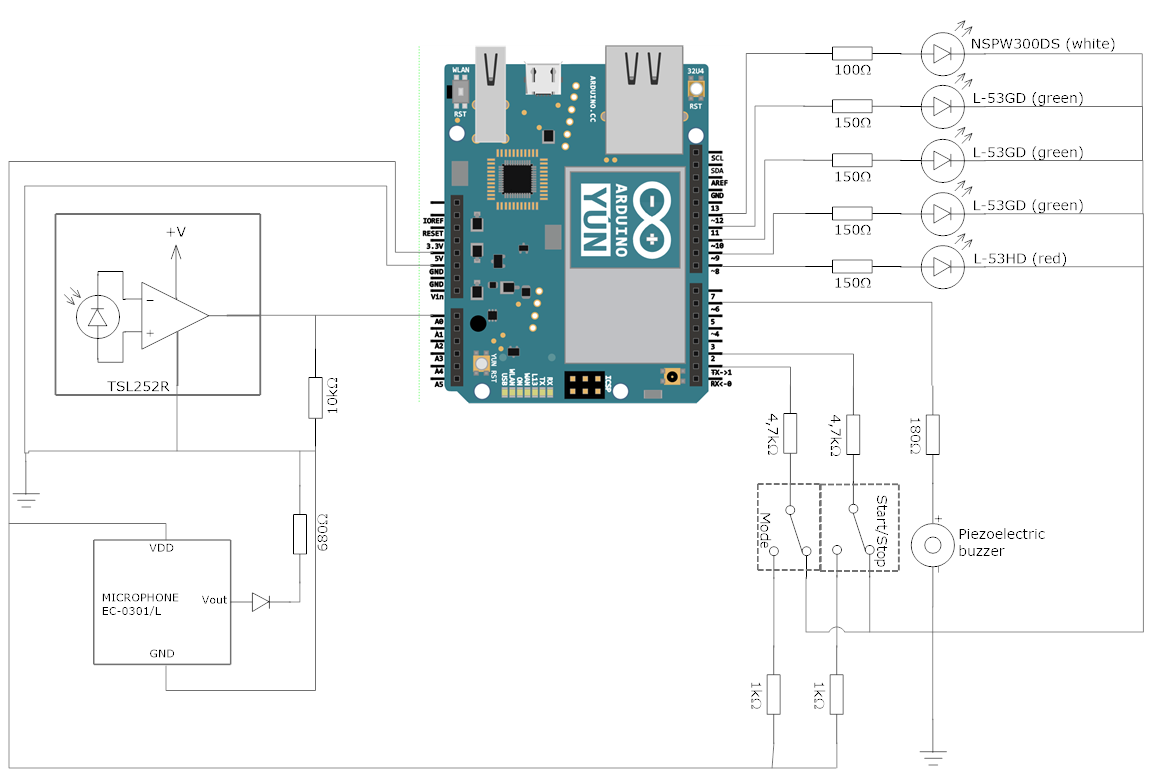 NSPW300DS (white)
100Ω
L-53GD (green)
150Ω
L-53GD (green)
150Ω
L-53GD (green)
150Ω
L-53HD (red)
150Ω
WLAN
RST
ARDUINO.CC
32U4
RST
ARDUINO
YÚN
IOREF
RESET
3.3V
5V
GND
GND
Vin
A0
A1
A2
A3
A4
A5
SCL
SDA
AREF
GND
13
~12
11
~10
~9
~8
7
~6
5
~4
3
2
TX->1
RX<-0
YUN RST
USB
WLAN
ON
WAN
L13
TX
RX
ICSP
+V
−
+
TSL252R
10kΩ
680Ω
VDD
MICROPHONE
EC-0301/L
Vout
GND
4,7kΩ
4,7kΩ
180Ω
Mode
Start/Stop
+
Piezoelectric
buzzer
1kΩ
1kΩ